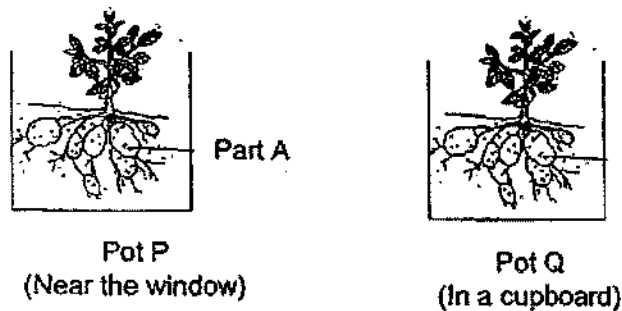 Part A
Pot P
(Near the window)
Pot Q
(In a cupboard)